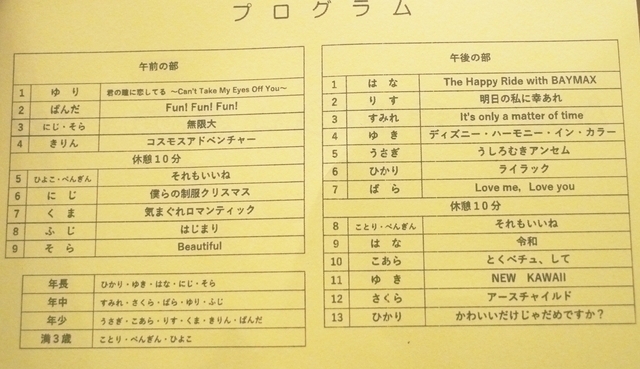 プログラム
午前の部
1 ゆり 君の瞳に恋してる ～Can't Take My Eyes Off You～
2 ぱんだ Fun! Fun! Fun!
3 にじ・そら 無限大
4 きりん コスモスアドベンチャー
休憩10分
5 ひよこ・ぺんぎん それもいいね
6 にじ 僕らの制服クリスマス
7 くま 気まぐれロマンティック
8 ふじ はじまり
9 そら Beautiful
年長 ひかり・ゆき・はな・にじ・そら
年中 すみれ・さくら・ばら・ゆり・ふじ
年少 うさぎ・こあら・りす・くま・きりん・ぱんだ
満3歳 ことり・ぺんぎん・ひよこ
午後の部
1 はな The Happy Ride with BAYMAX
2 りす 明日の私に幸あれ
3 すみれ It's only a matter of time
4 ゆき ディズニー・ハーモニー・イン・カラー
5 うさぎ うしろむきアンセム
6 ひかり ライラック
7 ばら Love me, Love you
休憩10分
8 ことり・ぺんぎん それもいいね
9 はな 令和
10 こあら とくべチュ、して
11 ゆき NEW KAWAII
12 さくら アースチャイルド
13 ひかり かわいいだけじゃだめですか？